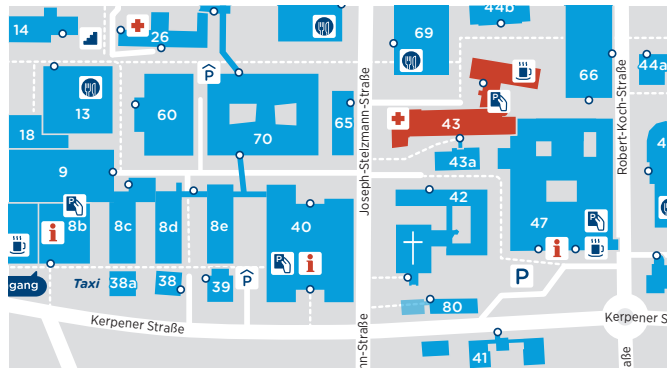 14
26
44b
69
66
44a
13
60
70
65
43
18
9
43a
Joseph-Stelzmann-Straße
Robert-Koch-Straße
42
47
8b
8c
8d
8e
40
gang
Taxi
38a
38
39
80
P
P
P
Kerpener Straße
41
i
i
i